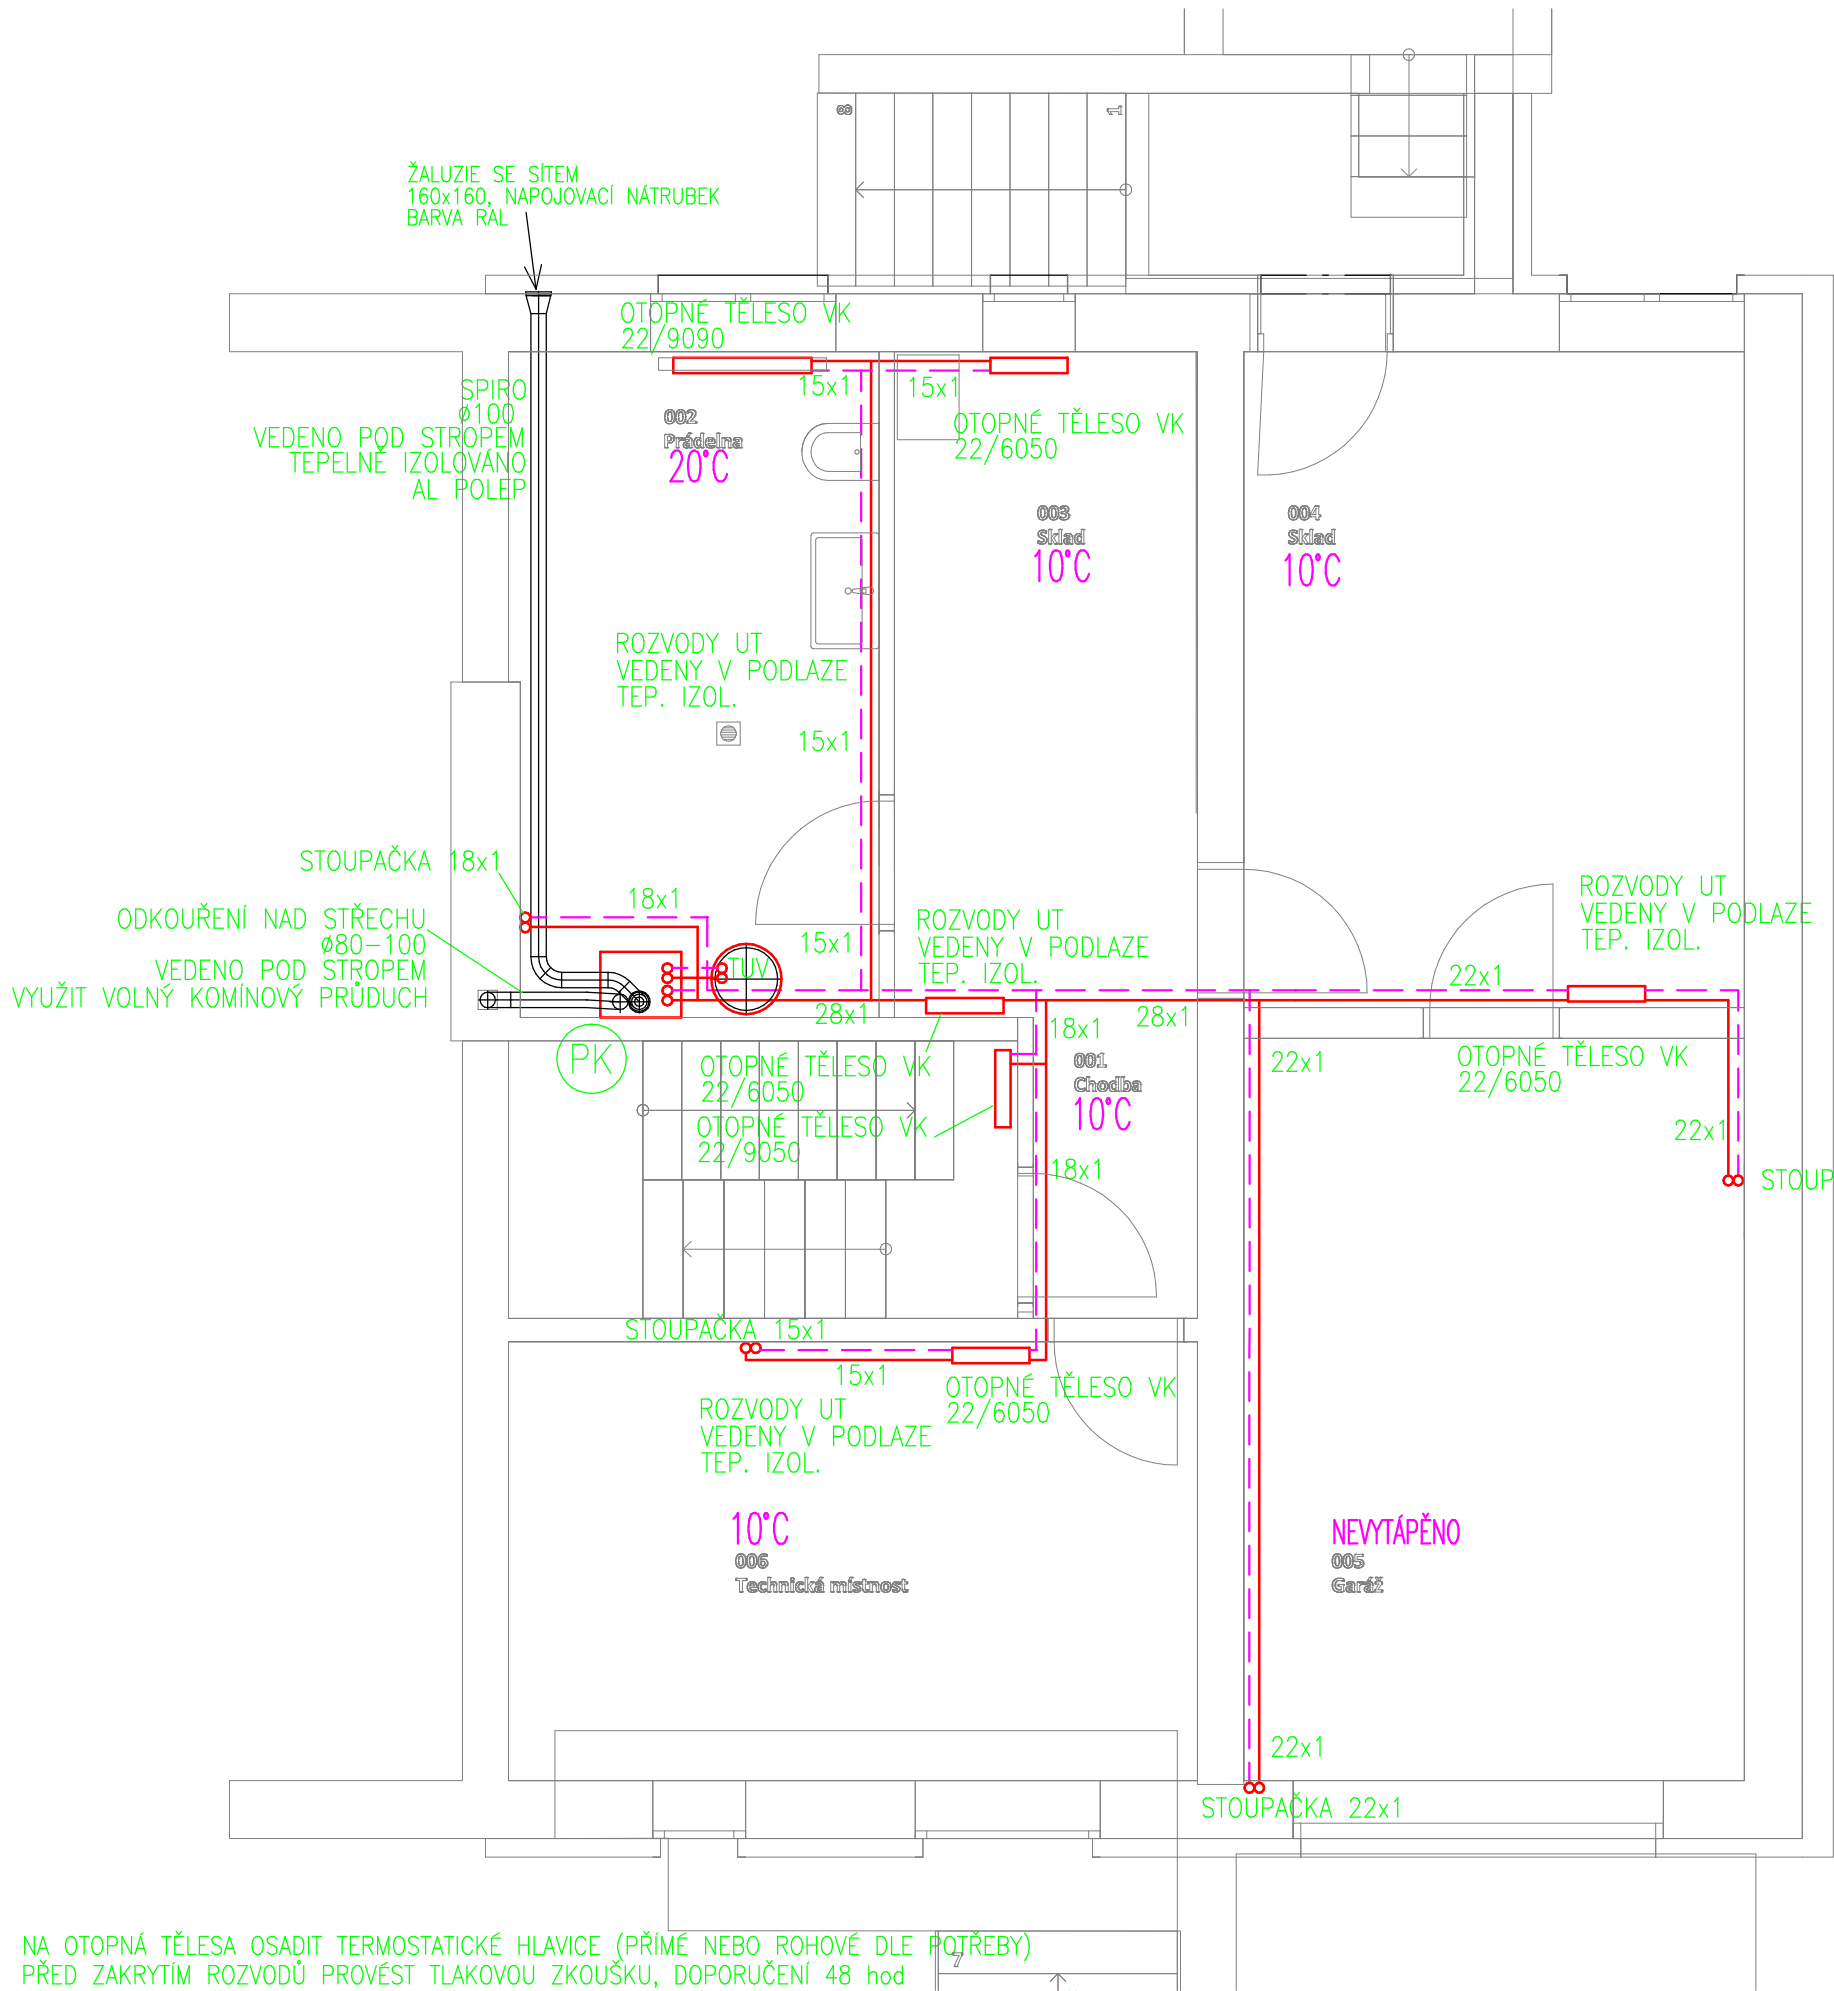 8
1
ŽALUZIE SE SÍTEM
160x160, NAPOJOVACÍ NÁTRUBEK
BARVA RAL
OTOPNÉ TĚLESO VK
22/9090
SPIRO
ø100
VEDENO POD STROPEM
TEPELNĚ IZOLOVÁNO
AL POLEP
15x1
15x1
002
Prádelna
20°C
OTOPNÉ TĚLESO VK
22/6050
003
Sklad
10°C
004
Sklad
10°C
ROZVODY UT
VEDENY V PODLAZE
TEP. IZOL.
15x1
STOUPAČKA 18x1
18x1
ODKOUŘENÍ NAD STŘECHU
ø80-100
VEDENO POD STROPEM
VYUŽIT VOLNÝ KOMÍNOVÝ PRŮDUCH
15x1
TUV
ROZVODY UT
VEDENY V PODLAZE
TEP. IZOL.
ROZVODY UT
VEDENY V PODLAZE
TEP. IZOL.
22x1
28x1
18x1
28x1
PK
OTOPNÉ TĚLESO VK
22/6050
OTOPNÉ TĚLESO VK
22/9050
001
Chodba
10°C
22x1
OTOPNÉ TĚLESO VK
22/6050
22x1
18x1
STOUP
STOUPAČKA 15x1
15x1
OTOPNÉ TĚLESO VK
22/6050
ROZVODY UT
VEDENY V PODLAZE
TEP. IZOL.
10°C
006
Technická místnost
NEVYTÁPĚNO
005
Garáž
22x1
STOUPAČKA 22x1
NA OTOPNÁ TĚLESA OSADIT TERMOSTATICKÉ HLAVICE (PŘÍMÉ NEBO ROHOVÉ DLE POTŘEBY)
7
PŘED ZAKRYTÍM ROZVODŮ PROVÉST TLAKOVOU ZKOUŠKU, DOPORUČENÍ 48 hod